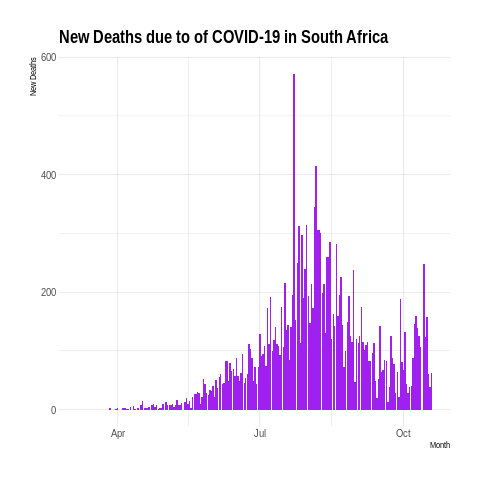 New Deaths due to of COVID-19 in South Africa
New Deaths
600
400
200
0
Apr
Jul
Oct
Month